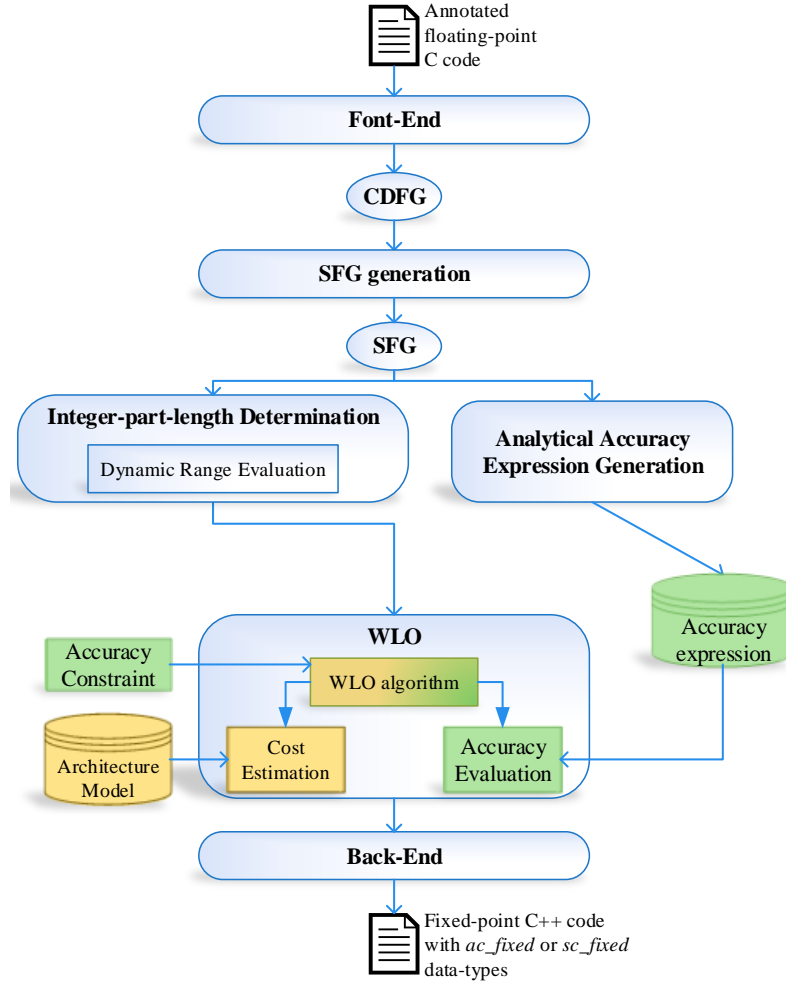 Annotated
floating-point
C code
Font-End
CDFG
SFG generation
SFG
Integer-part-length Determination
Dynamic Range Evaluation
Analytical Accuracy
Expression Generation
Accuracy
expression
WLO
Accuracy
Constraint
WLO algorithm
Cost
Estimation
Accuracy
Evaluation
Architecture
Model
Back-End
Fixed-point C++ code
with ac_fixed or sc_fixed
data-types